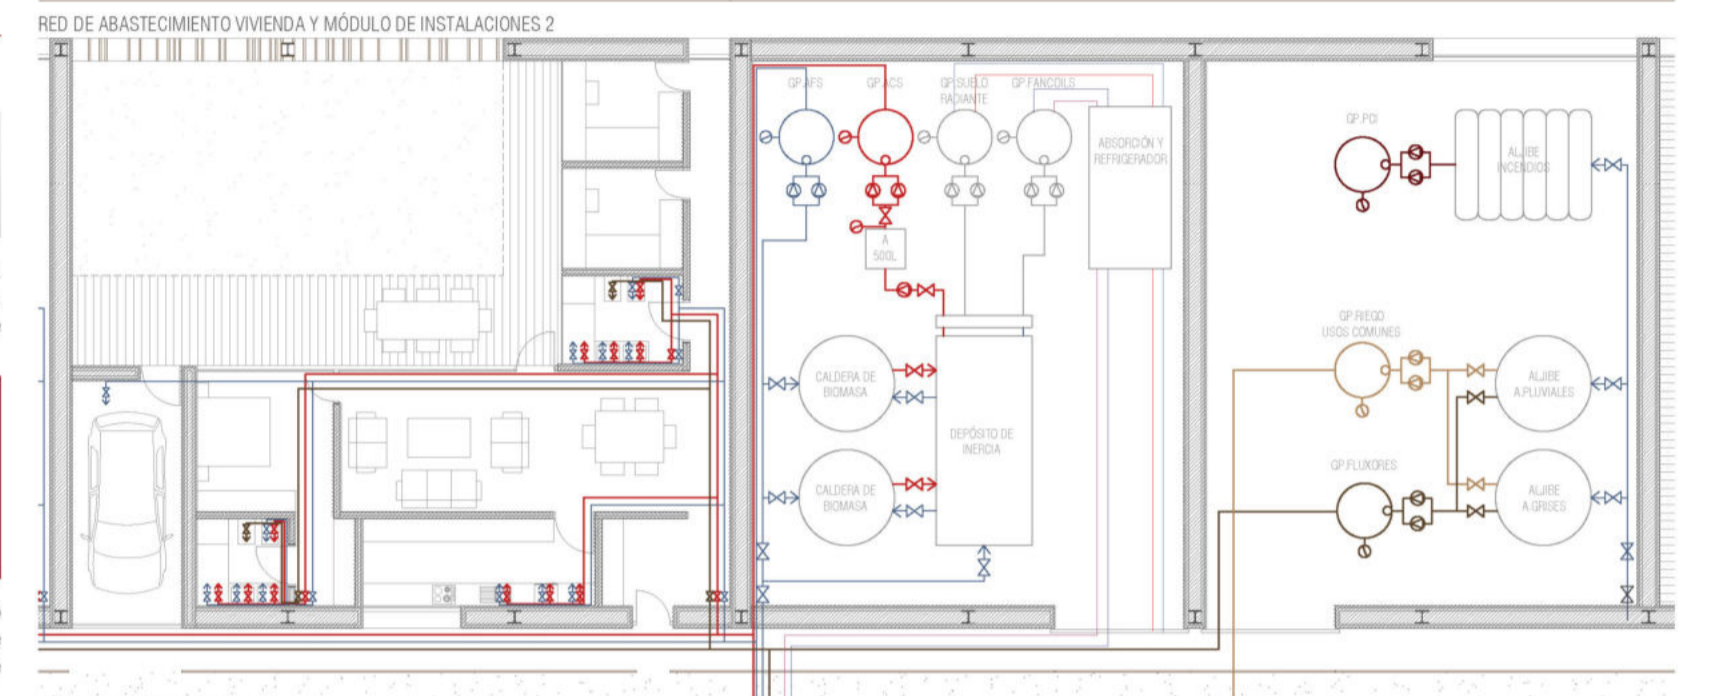 RED DE ABASTECIMIENTO VIVIENDA Y MÓDULO DE INSTALACIONES 2
GP.AFS
GP.ACS
GP.SUELO
RADIANTE
GP.FANCOILS
ABSORCIÓN Y
REFRIGERADOR
A
500L
CALDERA DE
BIOMASA
DEPÓSITO DE
INERCIA
CALDERA DE
BIOMASA
GP.PCI
ALJIBE
INCENDIOS
GP.RIEGO
USOS COMUNES
ALJIBE
A.PLUVIALES
GP.FLUXORES
ALJIBE
A.GRISES